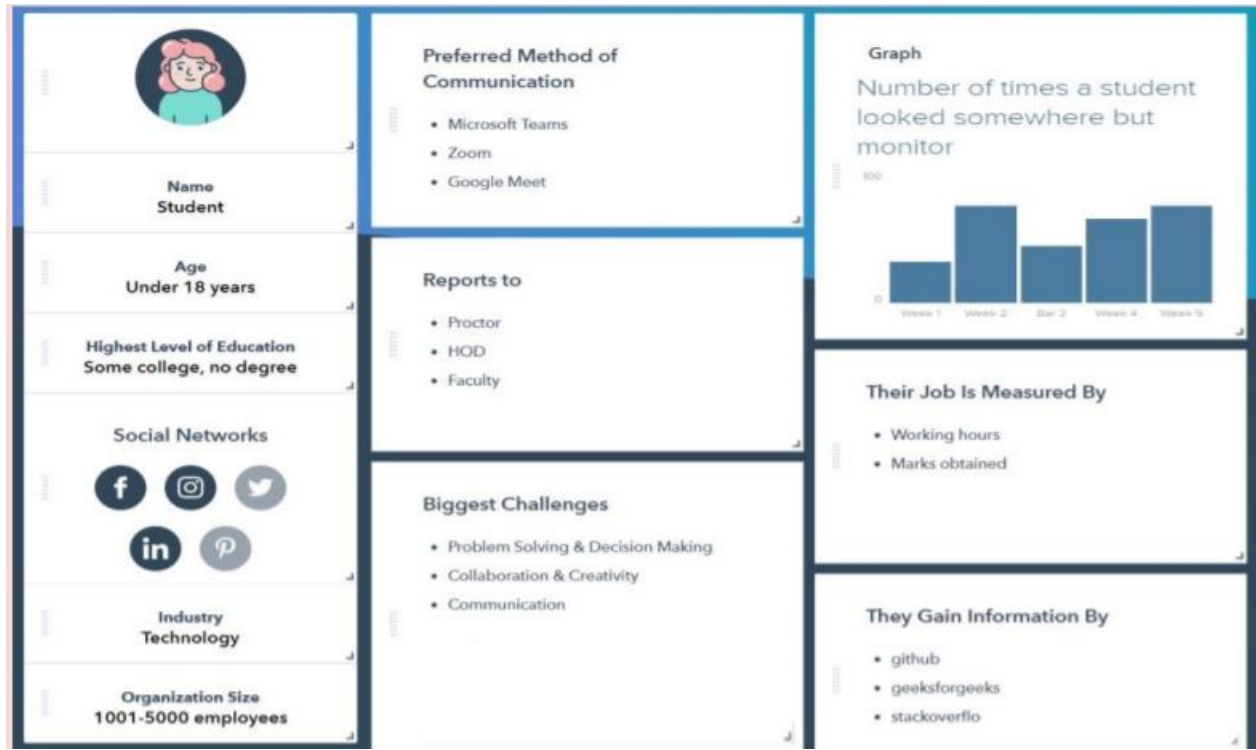 Name
Student
Age
Under 18 years
Highest Level of Education
Some college, no degree
Social Networks
f
in
Industry
Technology
Organization Size
1001-5000 employees
Preferred Method of
Communication
• Microsoft Teams
• Zoom
• Google Meet
Reports to
• Proctor
• HOD
• Faculty
Biggest Challenges
• Problem Solving & Decision Making
• Collaboration & Creativity
• Communication
Graph
Number of times a student
looked somewhere but
monitor
100
0
Week 1 Week 2 Bar 3 Week 4 Week 5
Their Job Is Measured By
• Working hours
• Marks obtained
They Gain Information By
• github
• geeksforgeeks
• stackoverflo